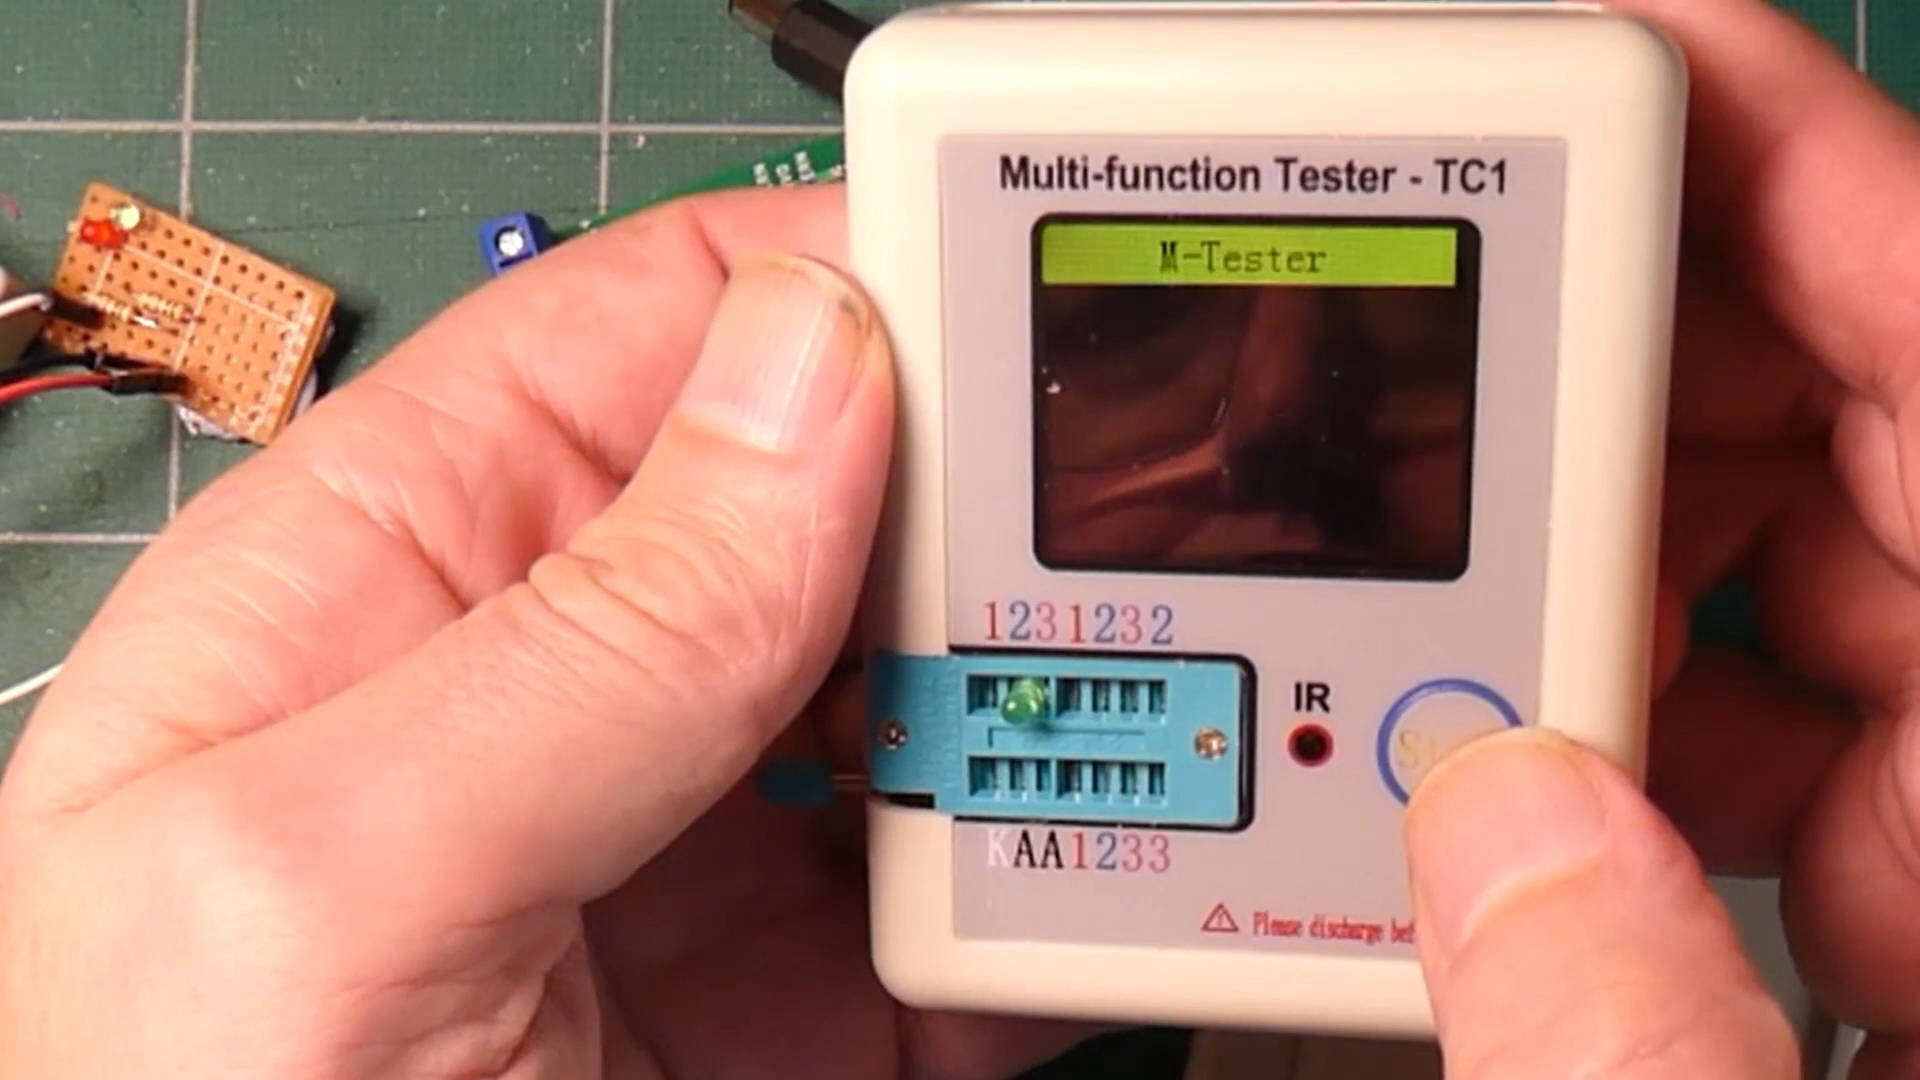 Multi-function Tester - TC1
M-Tester
1231232
IR
KAA1233
Please discharge